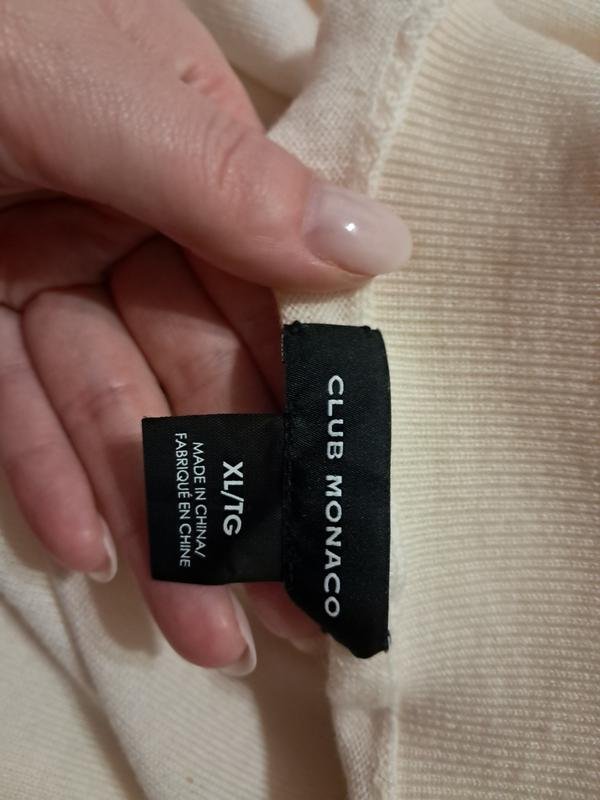 CLUB MONACO
XL/TG
MADE IN CHINA/
FABRIQUÉ EN CHINE